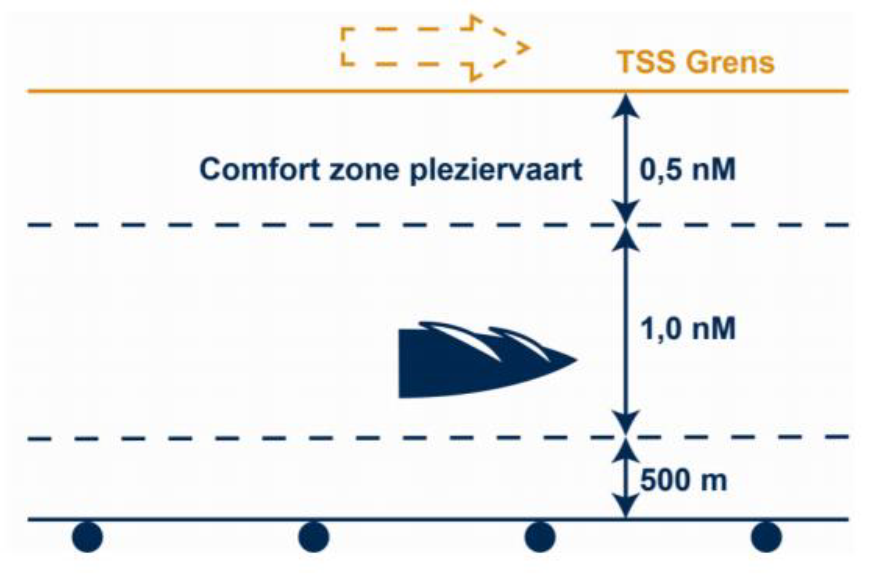 TSS Grens
Comfort zone pleziervaart
0,5 nM
1,0 nM
500 m